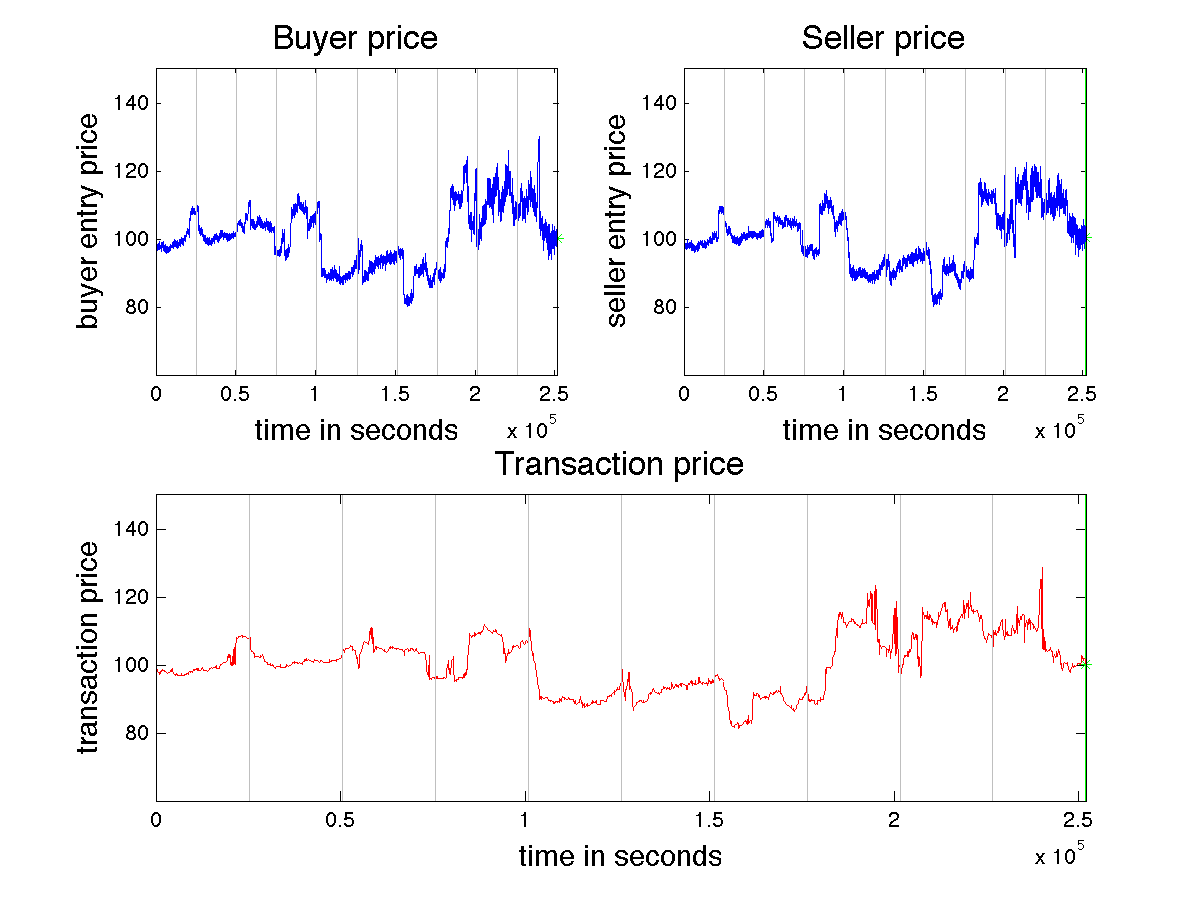 Buyer price
buyer entry price
140
120
100
80
0 0.5 1 1.5 2 2.5
x 10^5
time in seconds
Seller price
seller entry price
140
120
100
80
0 0.5 1 1.5 2 2.5
x 10^5
time in seconds
Transaction price
transaction price
140
120
100
80
0 0.5 1 1.5 2 2.5
x 10^5
time in seconds